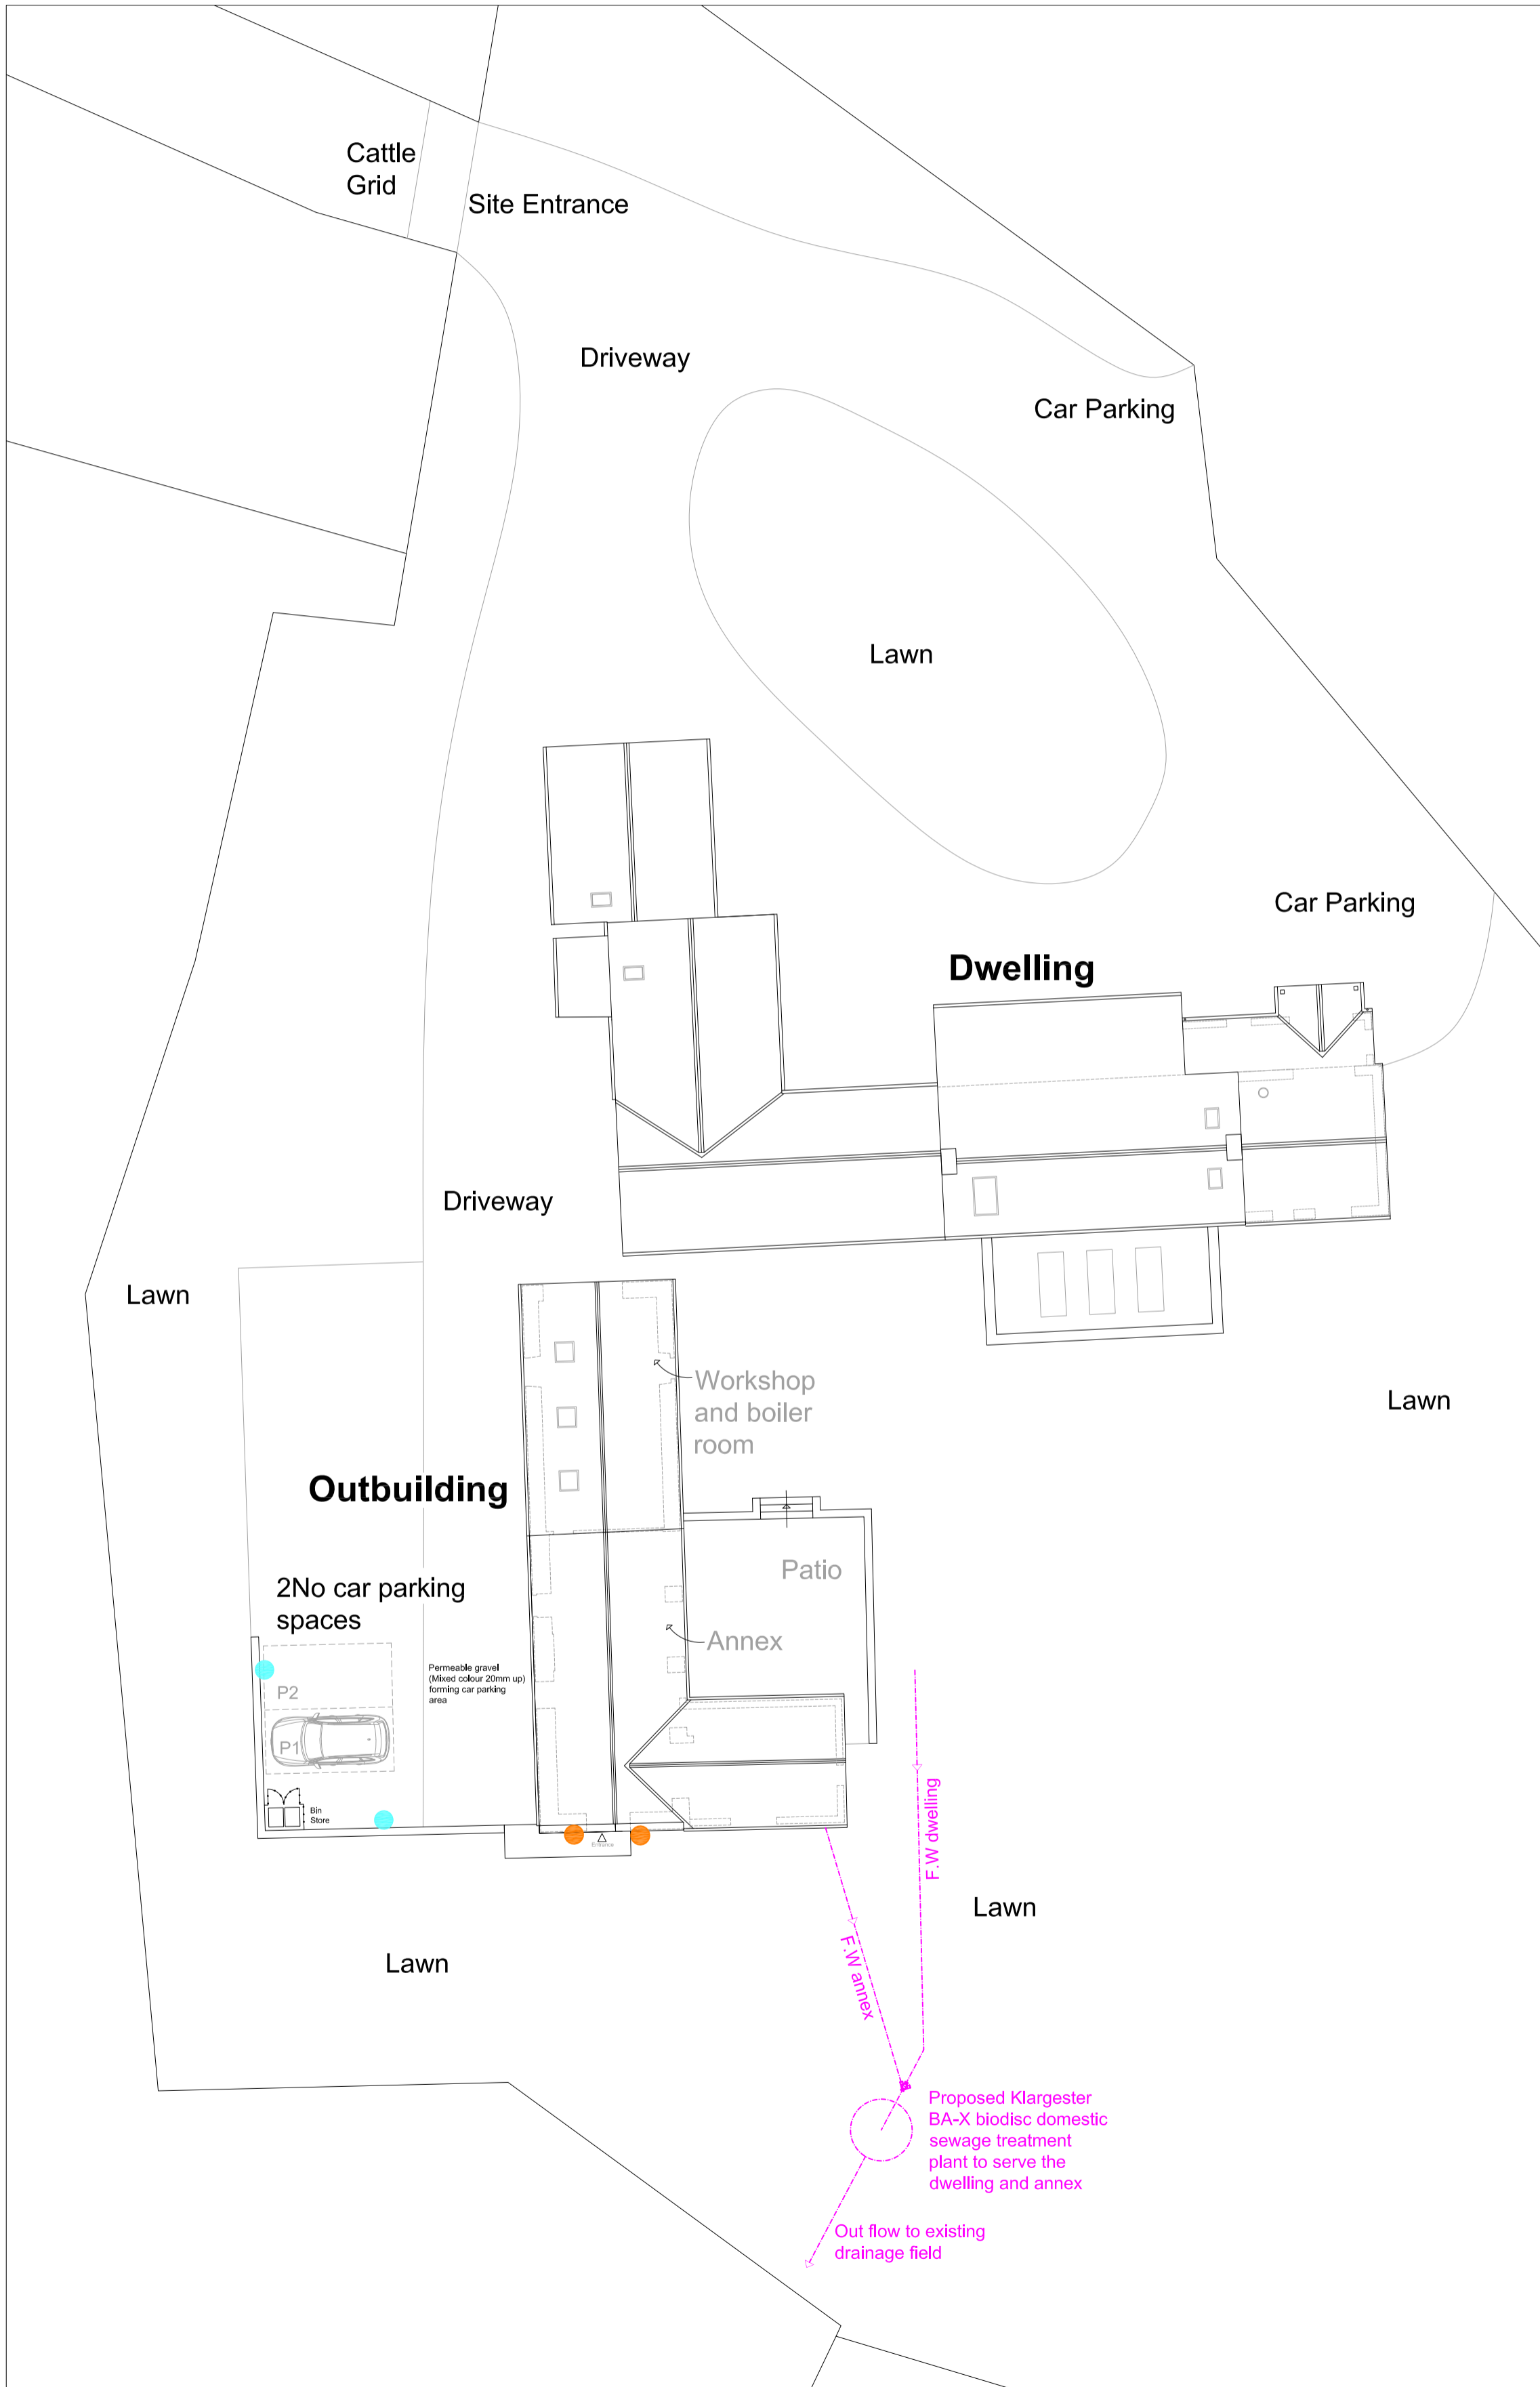 Cattle
Grid
Site Entrance
Driveway
Car Parking
Lawn
Car Parking
Dwelling
Driveway
Lawn
Workshop
and boiler
room
Lawn
Outbuilding
Patio
2No car parking
spaces
Annex
Permeable gravel
(Mixed colour 20mm up)
forming car parking
area
P2
P1
Bin
Store
Entrance
F.W dwelling
Lawn
F.W annex
Lawn
Proposed Klargester
BA-X biodisc domestic
sewage treatment
plant to serve the
dwelling and annex
Out flow to existing
drainage field